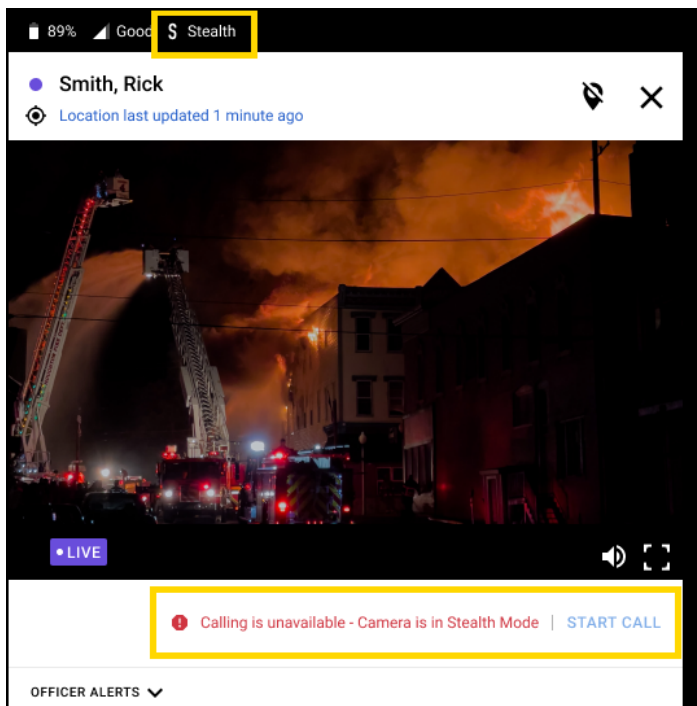 89% Good S Stealth
Smith, Rick
Location last updated 1 minute ago
LIVE
Calling is unavailable - Camera is in Stealth Mode | START CALL
OFFICER ALERTS